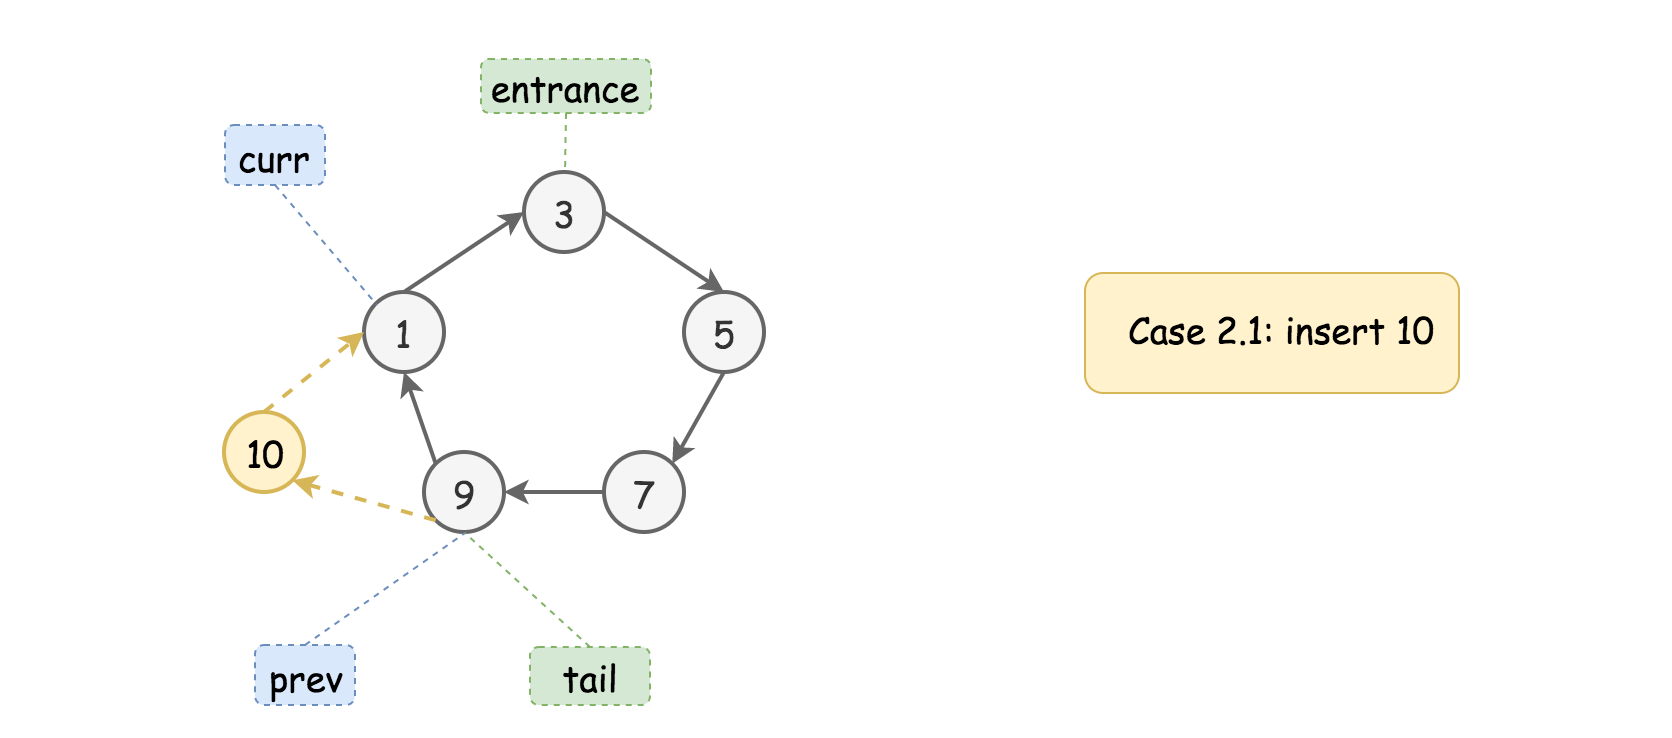 entrance
curr
3
1
5
Case 2.1: insert 10
10
9
7
prev
tail